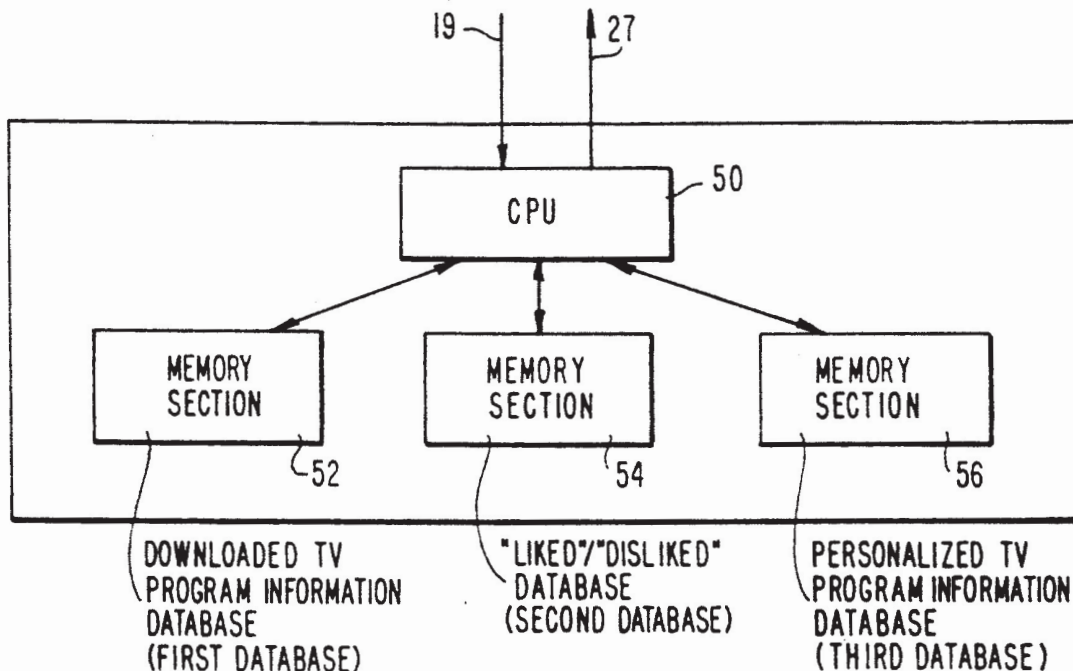 19
27
50
CPU
MEMORY
SECTION
52
MEMORY
SECTION
54
MEMORY
SECTION
56
DOWNLOADED TV
PROGRAM INFORMATION
DATABASE
(FIRST DATABASE)
"LIKED"/"DISLIKED"
DATABASE
(SECOND DATABASE)
PERSONALIZED TV
PROGRAM INFORMATION
DATABASE
(THIRD DATABASE)